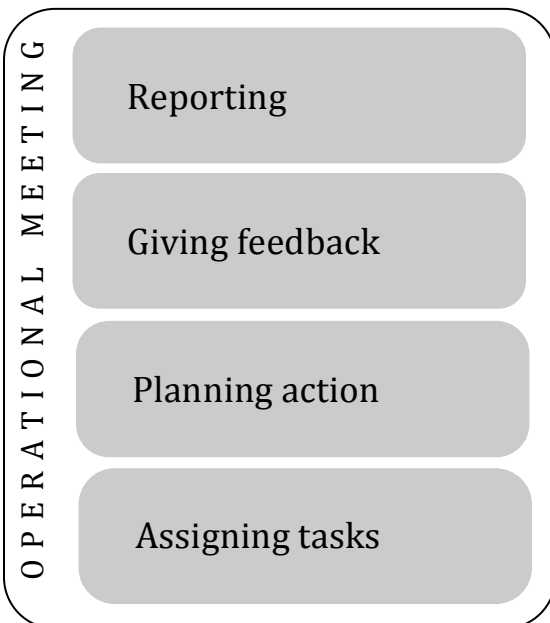 OPERATIONAL MEETING
Reporting
Giving feedback
Planning action
Assigning tasks